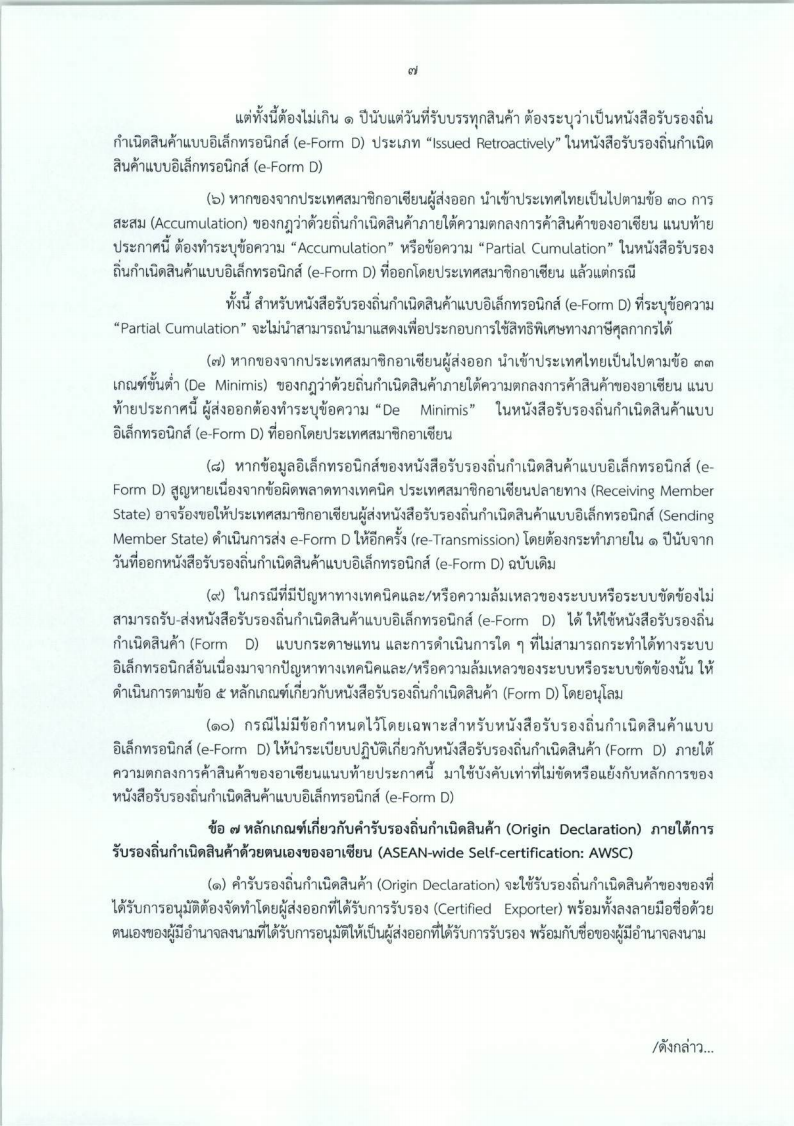 ๗
แต่ทั้งนี้ต้องไม่เกิน ๑ ปีนับแต่วันที่รับบรรทุกสินค้า ต้องระบุว่าเป็นหนังสือรับรองถิ่น
กำเนิดสินค้าแบบอิเล็กทรอนิกส์ (e-Form D) ประเภท “Issued Retroactively” ในหนังสือรับรองถิ่นกำเนิด
สินค้าแบบอิเล็กทรอนิกส์ (e-Form D)
(๖) หากของจากประเทศสมาชิกอาเซียนผู้ส่งออก นำเข้าประเทศไทยเป็นไปตามข้อ ๓๐ การ
สะสม (Accumulation) ของกฎว่าด้วยถิ่นกำเนิดสินค้าภายใต้ความตกลงการค้าสินค้าของอาเซียน แนบท้าย
ประกาศนี้ ต้องทำระบุข้อความ “Accumulation” หรือข้อความ “Partial Cumulation” ในหนังสือรับรอง
ถิ่นกำเนิดสินค้าแบบอิเล็กทรอนิกส์ (e-Form D) ที่ออกโดยประเทศสมาชิกอาเซียน แล้วแต่กรณี
ทั้งนี้ สำหรับหนังสือรับรองถิ่นกำเนิดสินค้าแบบอิเล็กทรอนิกส์ (e-Form D) ที่ระบุข้อความ
“Partial Cumulation” จะไม่นำสามารถนำมาแสดงเพื่อประกอบการใช้สิทธิพิเศษทางภาษีศุลกากรได้
(๗) หากของจากประเทศสมาชิกอาเซียนผู้ส่งออก นำเข้าประเทศไทยเป็นไปตามข้อ ๓๓
เกณฑ์ขั้นต่ำ (De Minimis) ของกฎว่าด้วยถิ่นกำเนิดสินค้าภายใต้ความตกลงการค้าสินค้าของอาเซียน แนบ
ท้ายประกาศนี้ ผู้ส่งออกต้องทำระบุข้อความ “De Minimis” ในหนังสือรับรองถิ่นกำเนิดสินค้าแบบ
อิเล็กทรอนิกส์ (e-Form D) ที่ออกโดยประเทศสมาชิกอาเซียน
(๘) หากข้อมูลอิเล็กทรอนิกส์ของหนังสือรับรองถิ่นกำเนิดสินค้าแบบอิเล็กทรอนิกส์ (e-
Form D) สูญหายเนื่องจากข้อผิดพลาดทางเทคนิค ประเทศสมาชิกอาเซียนปลายทาง (Receiving Member
State) อาจร้องขอให้ประเทศสมาชิกอาเซียนผู้ส่งหนังสือรับรองถิ่นกำเนิดสินค้าแบบอิเล็กทรอนิกส์ (Sending
Member State) ดำเนินการส่ง e-Form D ให้อีกครั้ง (re-Transmission) โดยต้องกระทำภายใน ๑ ปีนับจาก
วันที่ออกหนังสือรับรองถิ่นกำเนิดสินค้าแบบอิเล็กทรอนิกส์ (e-Form D) ฉบับเดิม
(๙) ในกรณีที่มีปัญหาทางเทคนิคและ/หรือความล้มเหลวของระบบหรือระบบขัดข้องไม่
สามารถรับ-ส่งหนังสือรับรองถิ่นกำเนิดสินค้าแบบอิเล็กทรอนิกส์ (e-Form D) ได้ ให้ใช้หนังสือรับรองถิ่น
กำเนิดสินค้า (Form D) แบบกระดาษแทน และการดำเนินการใด ๆ ที่ไม่สามารถกระทำได้ทางระบบ
อิเล็กทรอนิกส์อันเนื่องมาจากปัญหาทางเทคนิคและ/หรือความล้มเหลวของระบบหรือระบบขัดข้องนั้น ให้
ดำเนินการตามข้อ ๕ หลักเกณฑ์เกี่ยวกับหนังสือรับรองถิ่นกำเนิดสินค้า (Form D) โดยอนุโลม
(๑๐) กรณีไม่มีข้อกำหนดไว้โดยเฉพาะสำหรับหนังสือรับรองถิ่นกำเนิดสินค้าแบบ
อิเล็กทรอนิกส์ (e-Form D) ให้นำระเบียบปฏิบัติเกี่ยวกับหนังสือรับรองถิ่นกำเนิดสินค้า (Form D) ภายใต้
ความตกลงการค้าสินค้าของอาเซียนแนบท้ายประกาศนี้ มาใช้บังคับเท่าที่ไม่ขัดหรือแย้งกับหลักการของ
หนังสือรับรองถิ่นกำเนิดสินค้าแบบอิเล็กทรอนิกส์ (e-Form D)
ข้อ ๗ หลักเกณฑ์เกี่ยวกับคำรับรองถิ่นกำเนิดสินค้า (Origin Declaration) ภายใต้การ
รับรองถิ่นกำเนิดสินค้าด้วยตนเองของอาเซียน (ASEAN-wide Self-certification: AWSC)
(๑) คำรับรองถิ่นกำเนิดสินค้า (Origin Declaration) จะใช้รับรองถิ่นกำเนิดสินค้าของของที่
ได้รับการอนุมัติต้องจัดทำโดยผู้ส่งออกที่ได้รับการรับรอง (Certified Exporter) พร้อมทั้งลงลายมือชื่อด้วย
ตนเองของผู้มีอำนาจลงนามที่ได้รับการอนุมัติให้เป็นผู้ส่งออกที่ได้รับการรับรอง พร้อมกับชื่อของผู้มีอำนาจลงนาม
/ดังกล่าว...